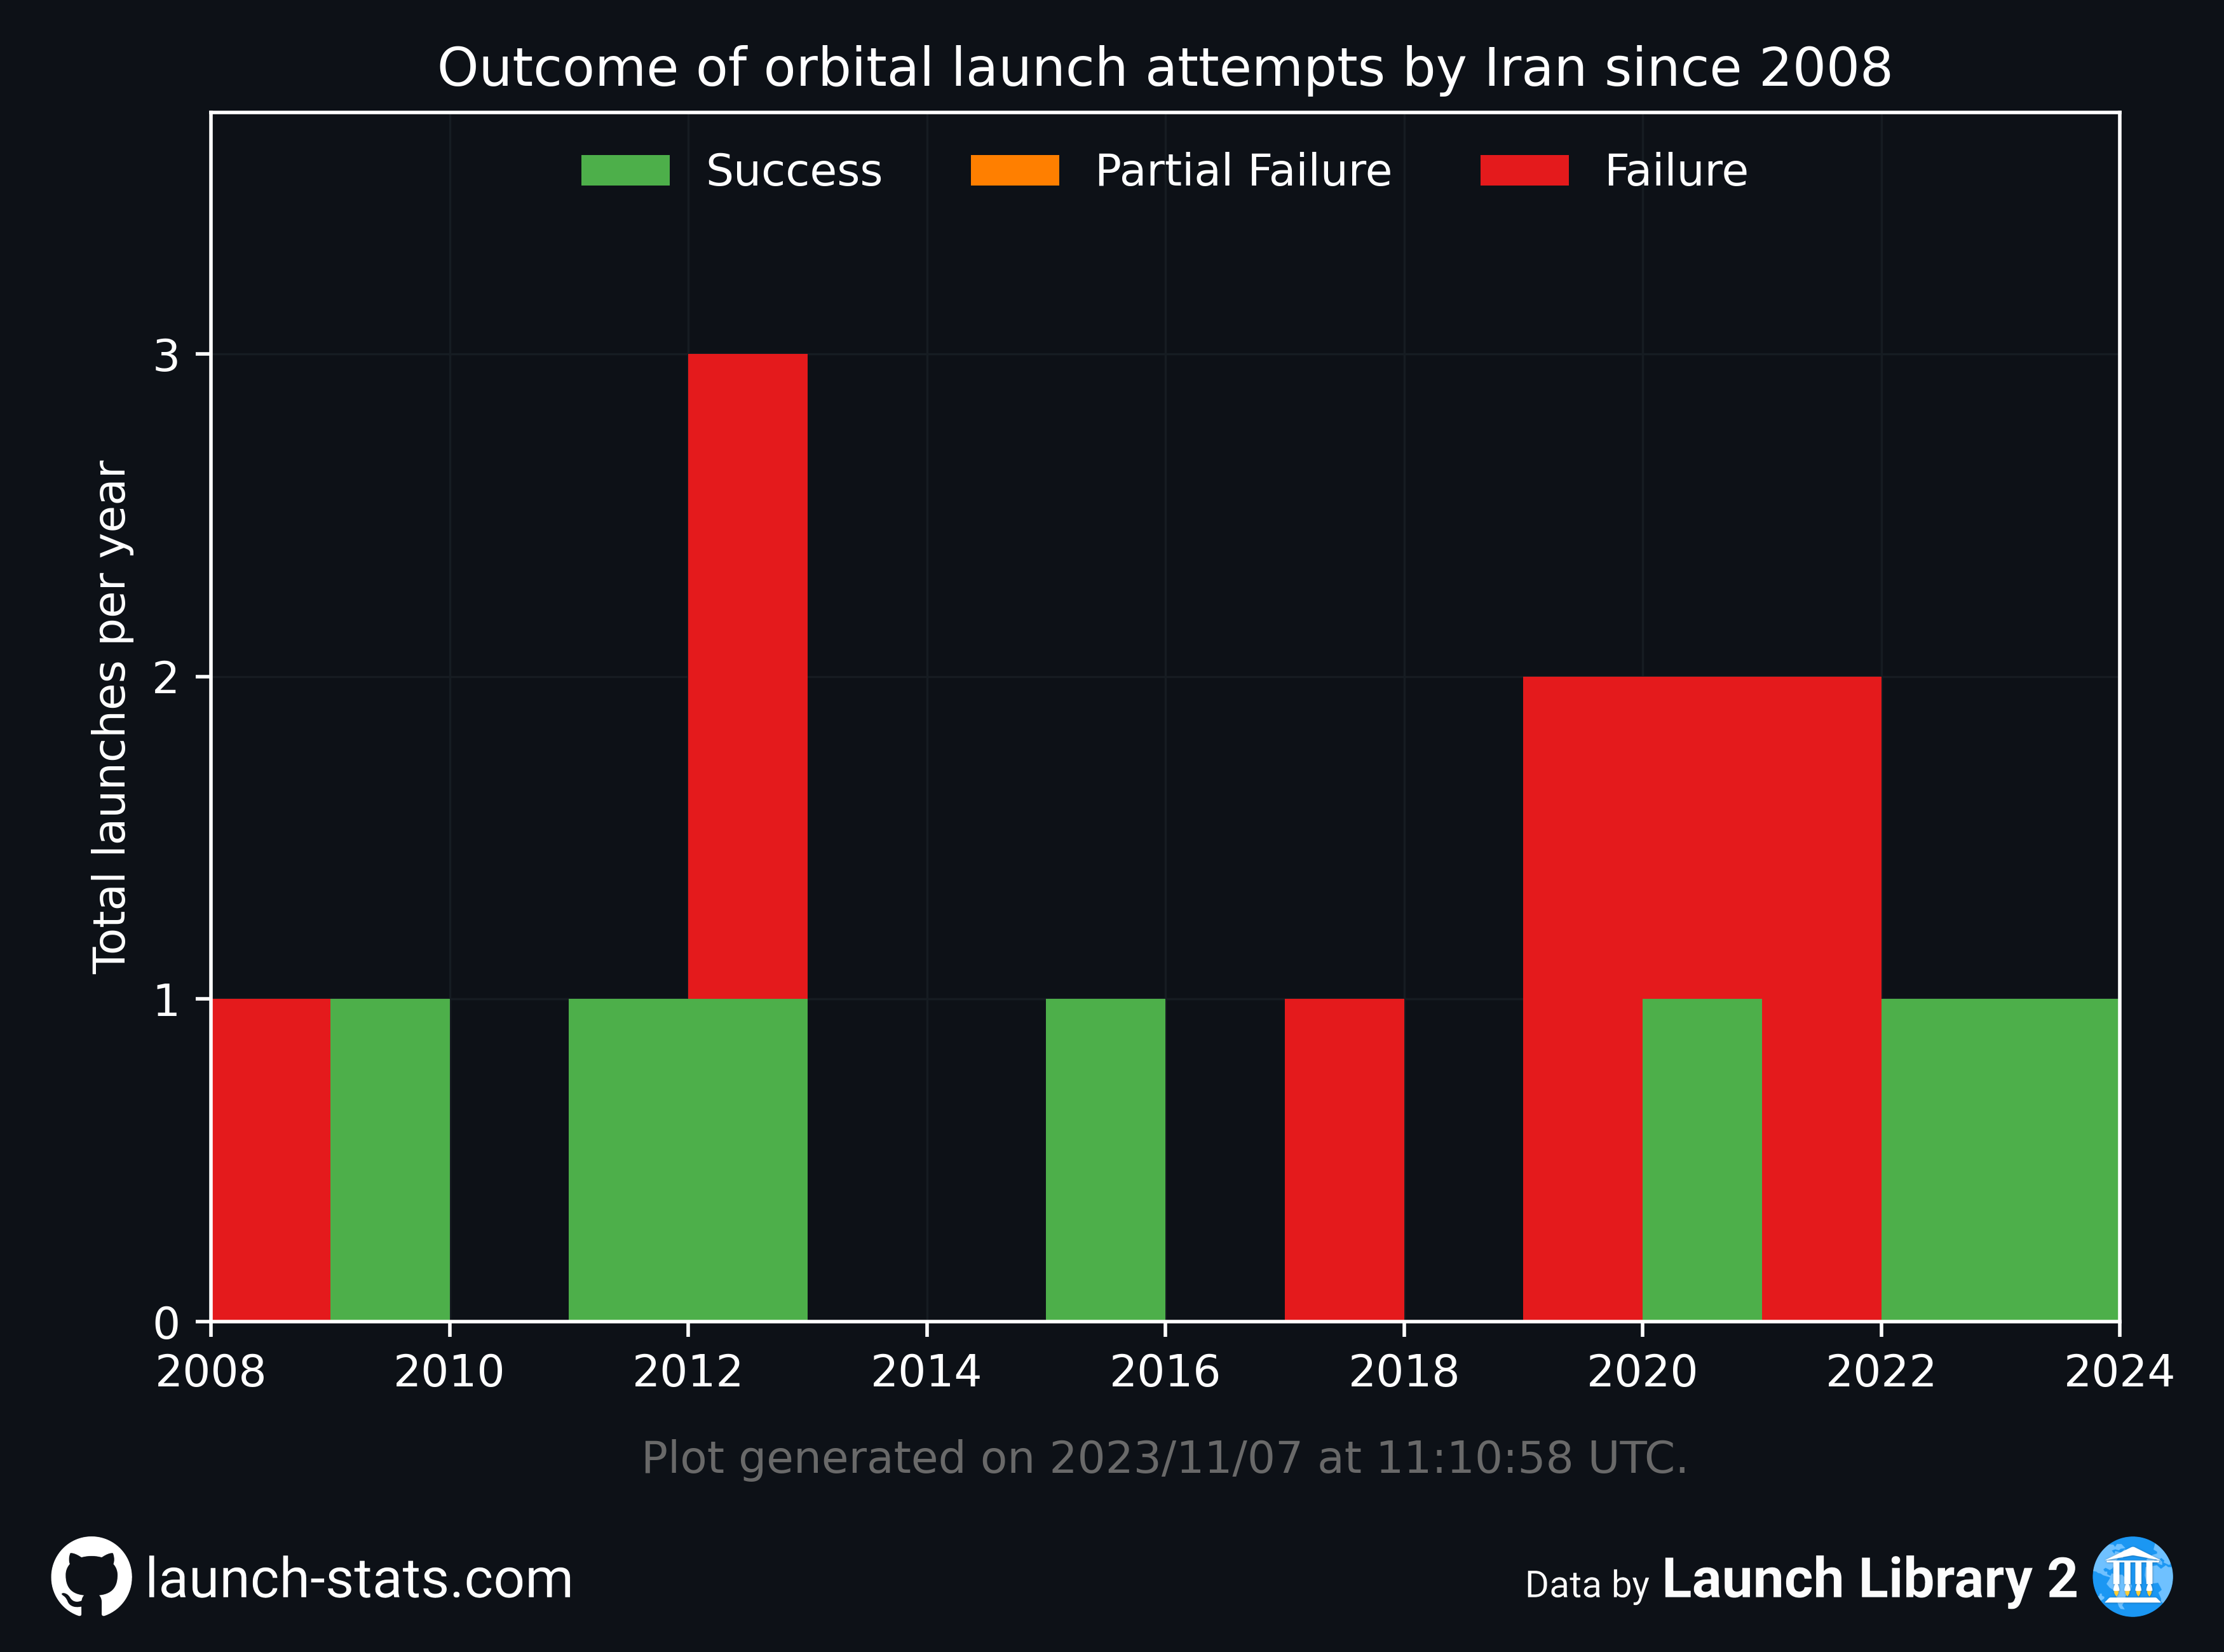 Outcome of orbital launch attempts by Iran since 2008
Success Partial Failure Failure
Total launches per year
3
2
1
0
2008 2010 2012 2014 2016 2018 2020 2022 2024
Plot generated on 2023/11/07 at 11:10:58 UTC.
launch-stats.com
Data by Launch Library 2